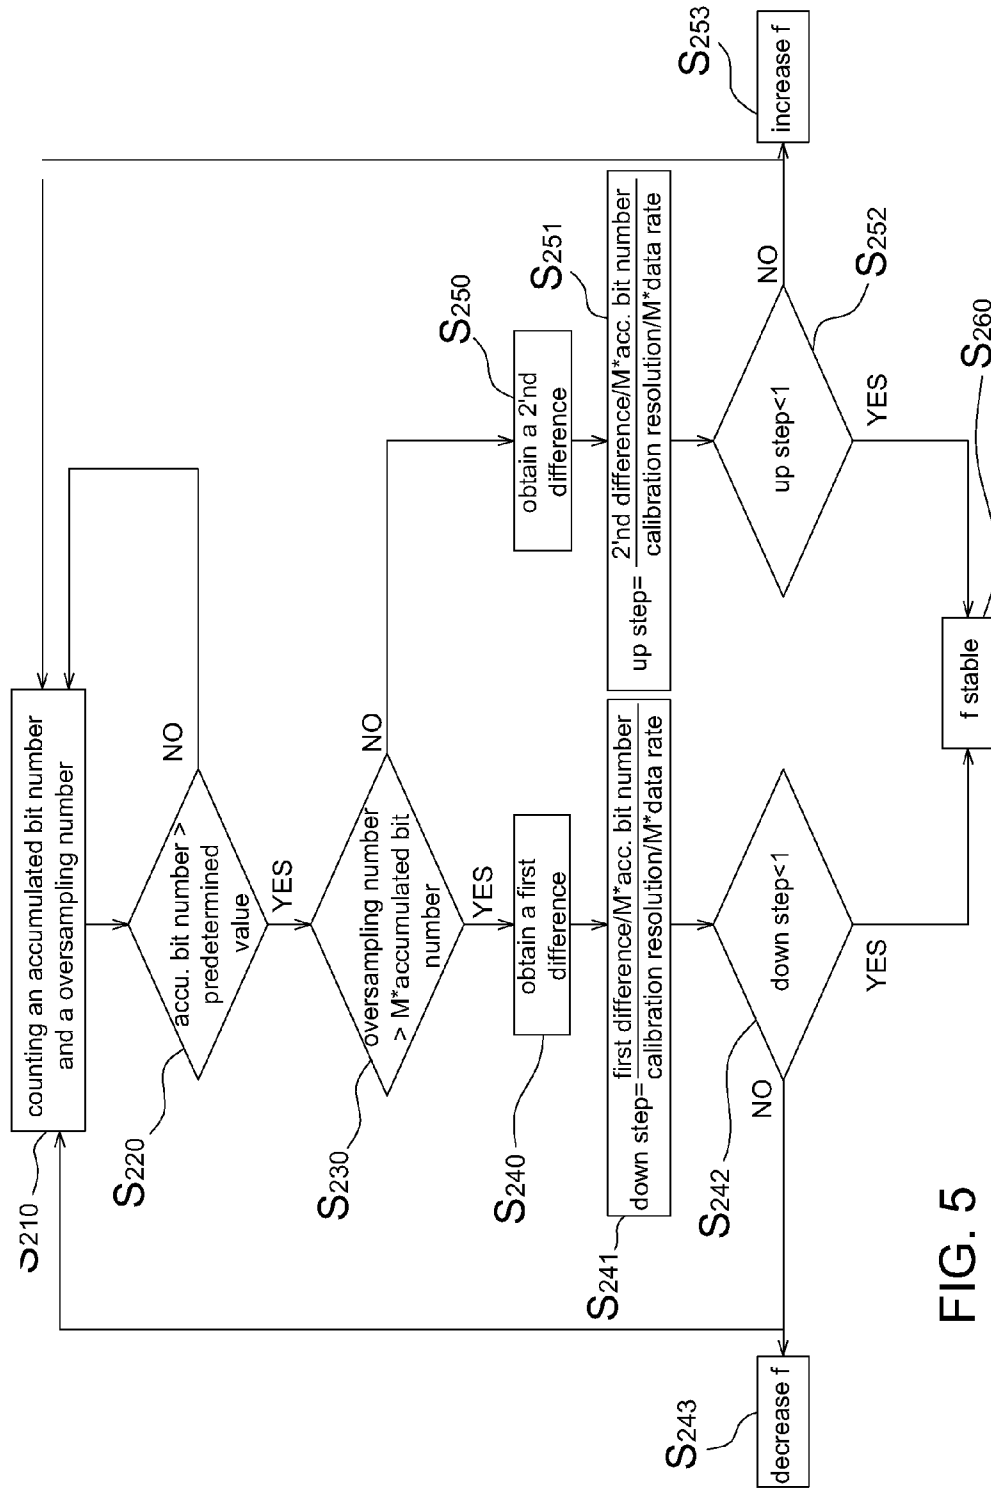 S210
counting an accumulated bit number
and a oversampling number
S220
accu. bit number >
predetermined
value
NO
YES
S230
oversampling number
> M*accumulated bit
number
NO
YES
S240
obtain a first
difference
S250
obtain a 2'nd
difference
S241
down step=
first difference/M*acc. bit number
calibration resolution/M*data rate
S251
up step=
2'nd difference/M*acc. bit number
calibration resolution/M*data rate
S242
down step<1
NO
YES
S252
up step<1
NO
YES
S243
decrease f
S253
increase f
S260
f stable
FIG. 5